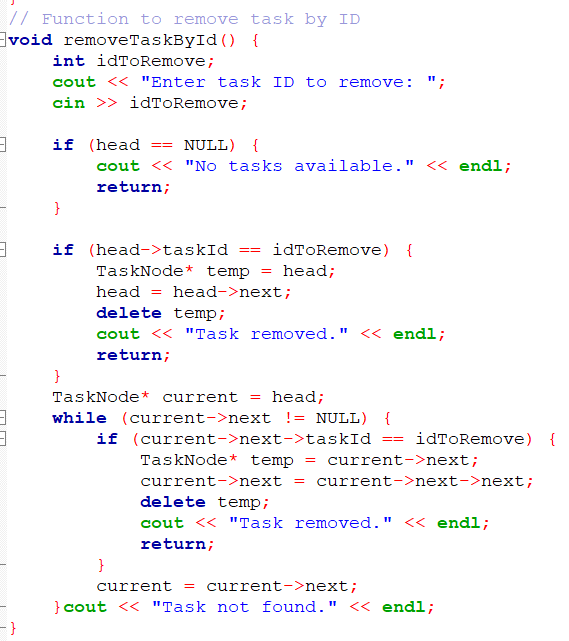 // Function to remove task by ID
void removeTaskById() {
    int idToRemove;
    cout << "Enter task ID to remove: ";
    cin >> idToRemove;

    if (head == NULL) {
        cout << "No tasks available." << endl;
        return;
    }

    if (head->taskId == idToRemove) {
        TaskNode* temp = head;
        head = head->next;
        delete temp;
        cout << "Task removed." << endl;
        return;
    }
    TaskNode* current = head;
    while (current->next != NULL) {
        if (current->next->taskId == idToRemove) {
            TaskNode* temp = current->next;
            current->next = current->next->next;
            delete temp;
            cout << "Task removed." << endl;
            return;
        }
        current = current->next;
    }cout << "Task not found." << endl;
}